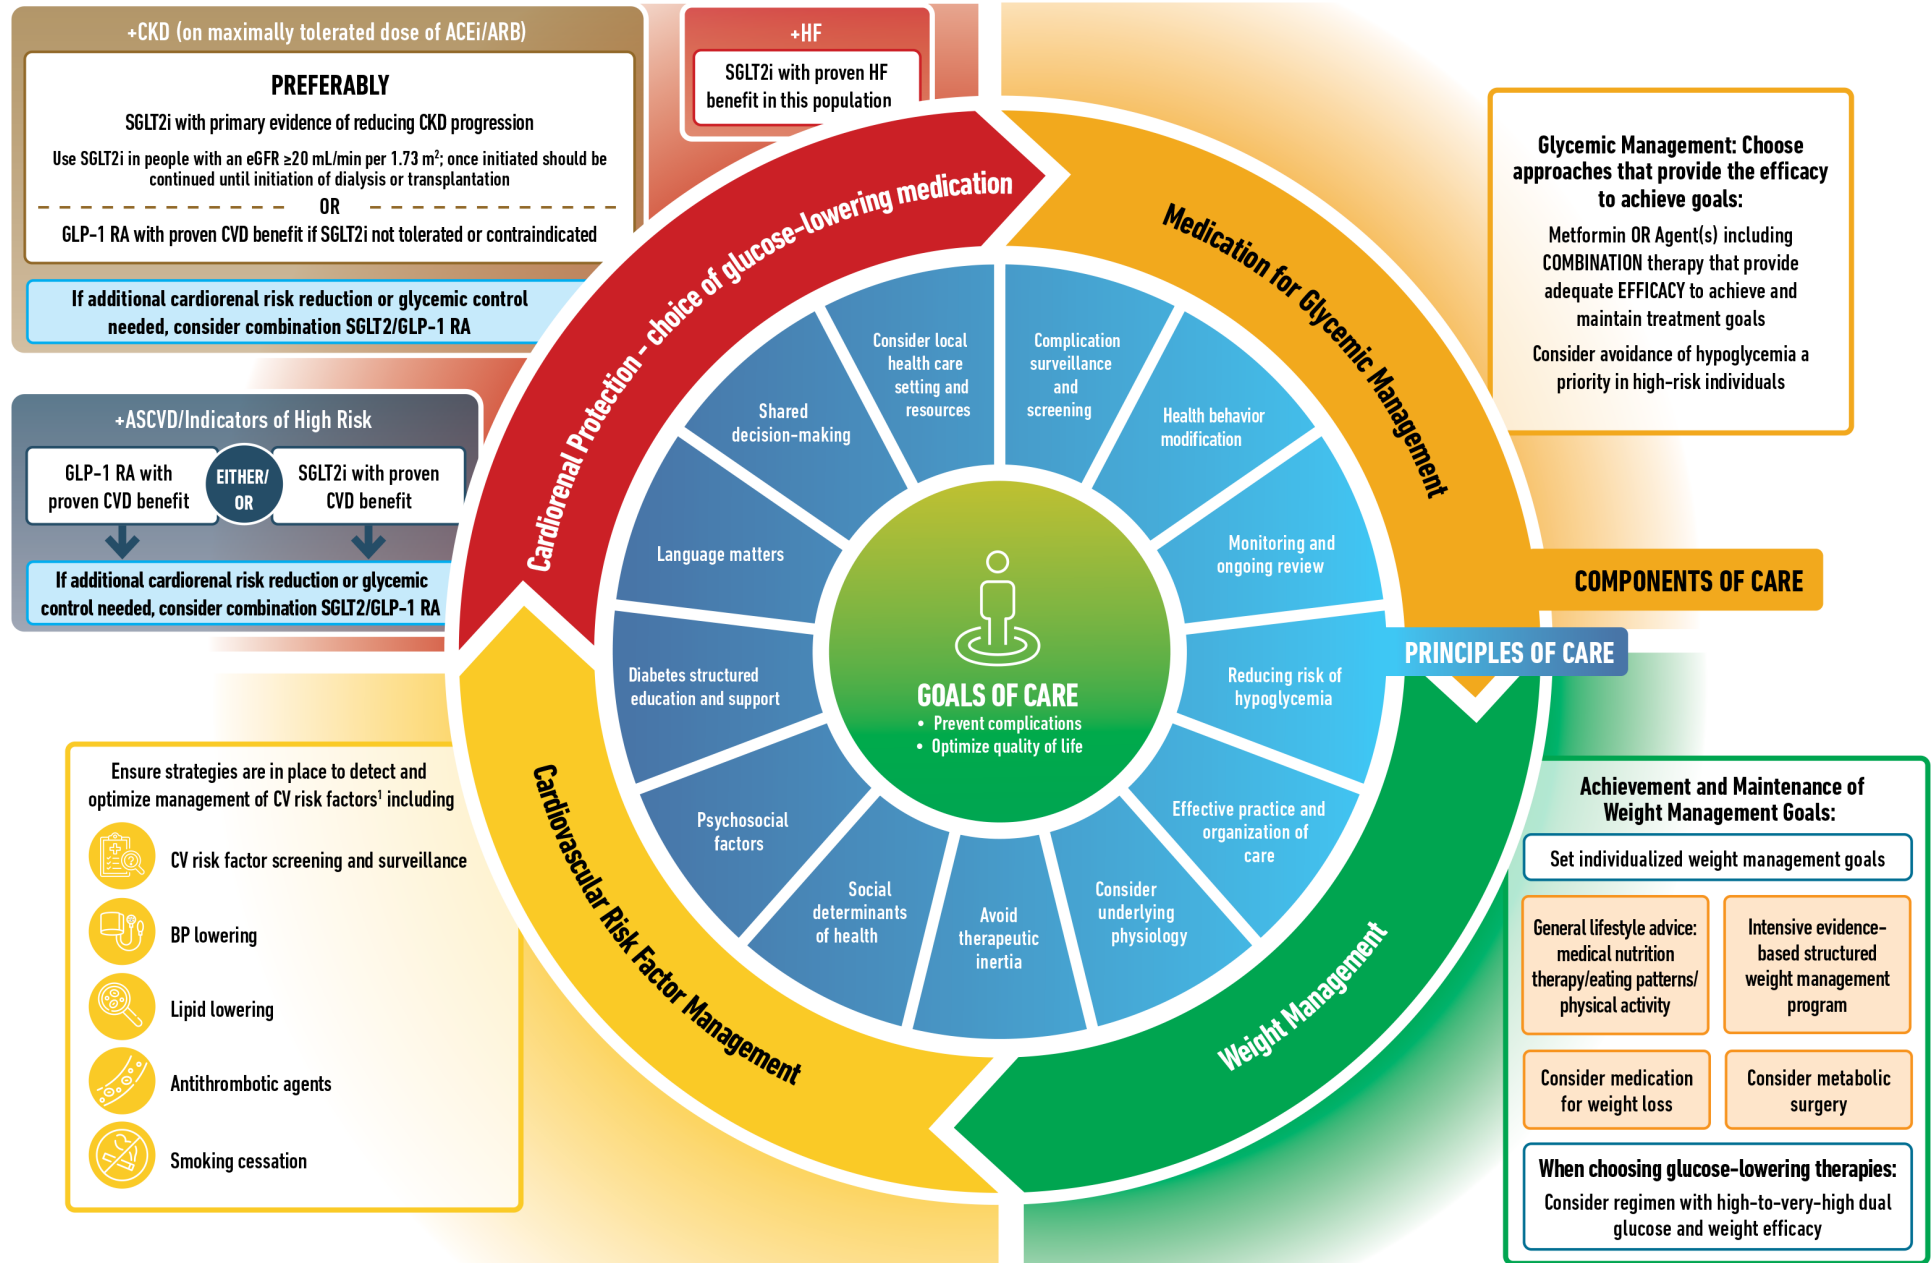 +CKD (on maximally tolerated dose of ACEi/ARB)
PREFERABLY
SGLT2i with primary evidence of reducing CKD progression
Use SGLT2i in people with an eGFR ≥20 mL/min per 1.73 m²; once initiated should be
continued until initiation of dialysis or transplantation
OR
GLP-1 RA with proven CVD benefit if SGLT2i not tolerated or contraindicated
If additional cardiorenal risk reduction or glycemic control
needed, consider combination SGLT2/GLP-1 RA
+HF
SGLT2i with proven HF
benefit in this population
+ASCVD/Indicators of High Risk
GLP-1 RA with
proven CVD benefit
EITHER/
OR
SGLT2i with proven
CVD benefit
If additional cardiorenal risk reduction or glycemic
control needed, consider combination SGLT2/GLP-1 RA
Ensure strategies are in place to detect and
optimize management of CV risk factors¹ including
CV risk factor screening and surveillance
BP lowering
Lipid lowering
Antithrombotic agents
Smoking cessation
Cardiorenal Protection - choice of glucose-lowering medication
Medication for Glycemic Management
Weight Management
Cardiovascular Risk Factor Management
Complication
surveillance
and
screening
Health behavior
modification
Monitoring and
ongoing review
Reducing risk of
hypoglycemia
Effective practice and
organization of
care
Consider
underlying
physiology
Avoid
therapeutic
inertia
Social
determinants
of health
Psychosocial
factors
Diabetes structured
education and support
Language matters
Shared
decision-making
Consider local
health care
setting and
resources
GOALS OF CARE
• Prevent complications
• Optimize quality of life
Glycemic Management: Choose
approaches that provide the efficacy
to achieve goals:
Metformin OR Agent(s) including
COMBINATION therapy that provide
adequate EFFICACY to achieve and
maintain treatment goals
Consider avoidance of hypoglycemia a
priority in high-risk individuals
COMPONENTS OF CARE
PRINCIPLES OF CARE
Achievement and Maintenance of
Weight Management Goals:
Set individualized weight management goals
General lifestyle advice:
medical nutrition
therapy/eating patterns/
physical activity
Intensive evidence-
based structured
weight management
program
Consider medication
for weight loss
Consider metabolic
surgery
When choosing glucose-lowering therapies:
Consider regimen with high-to-very-high dual
glucose and weight efficacy